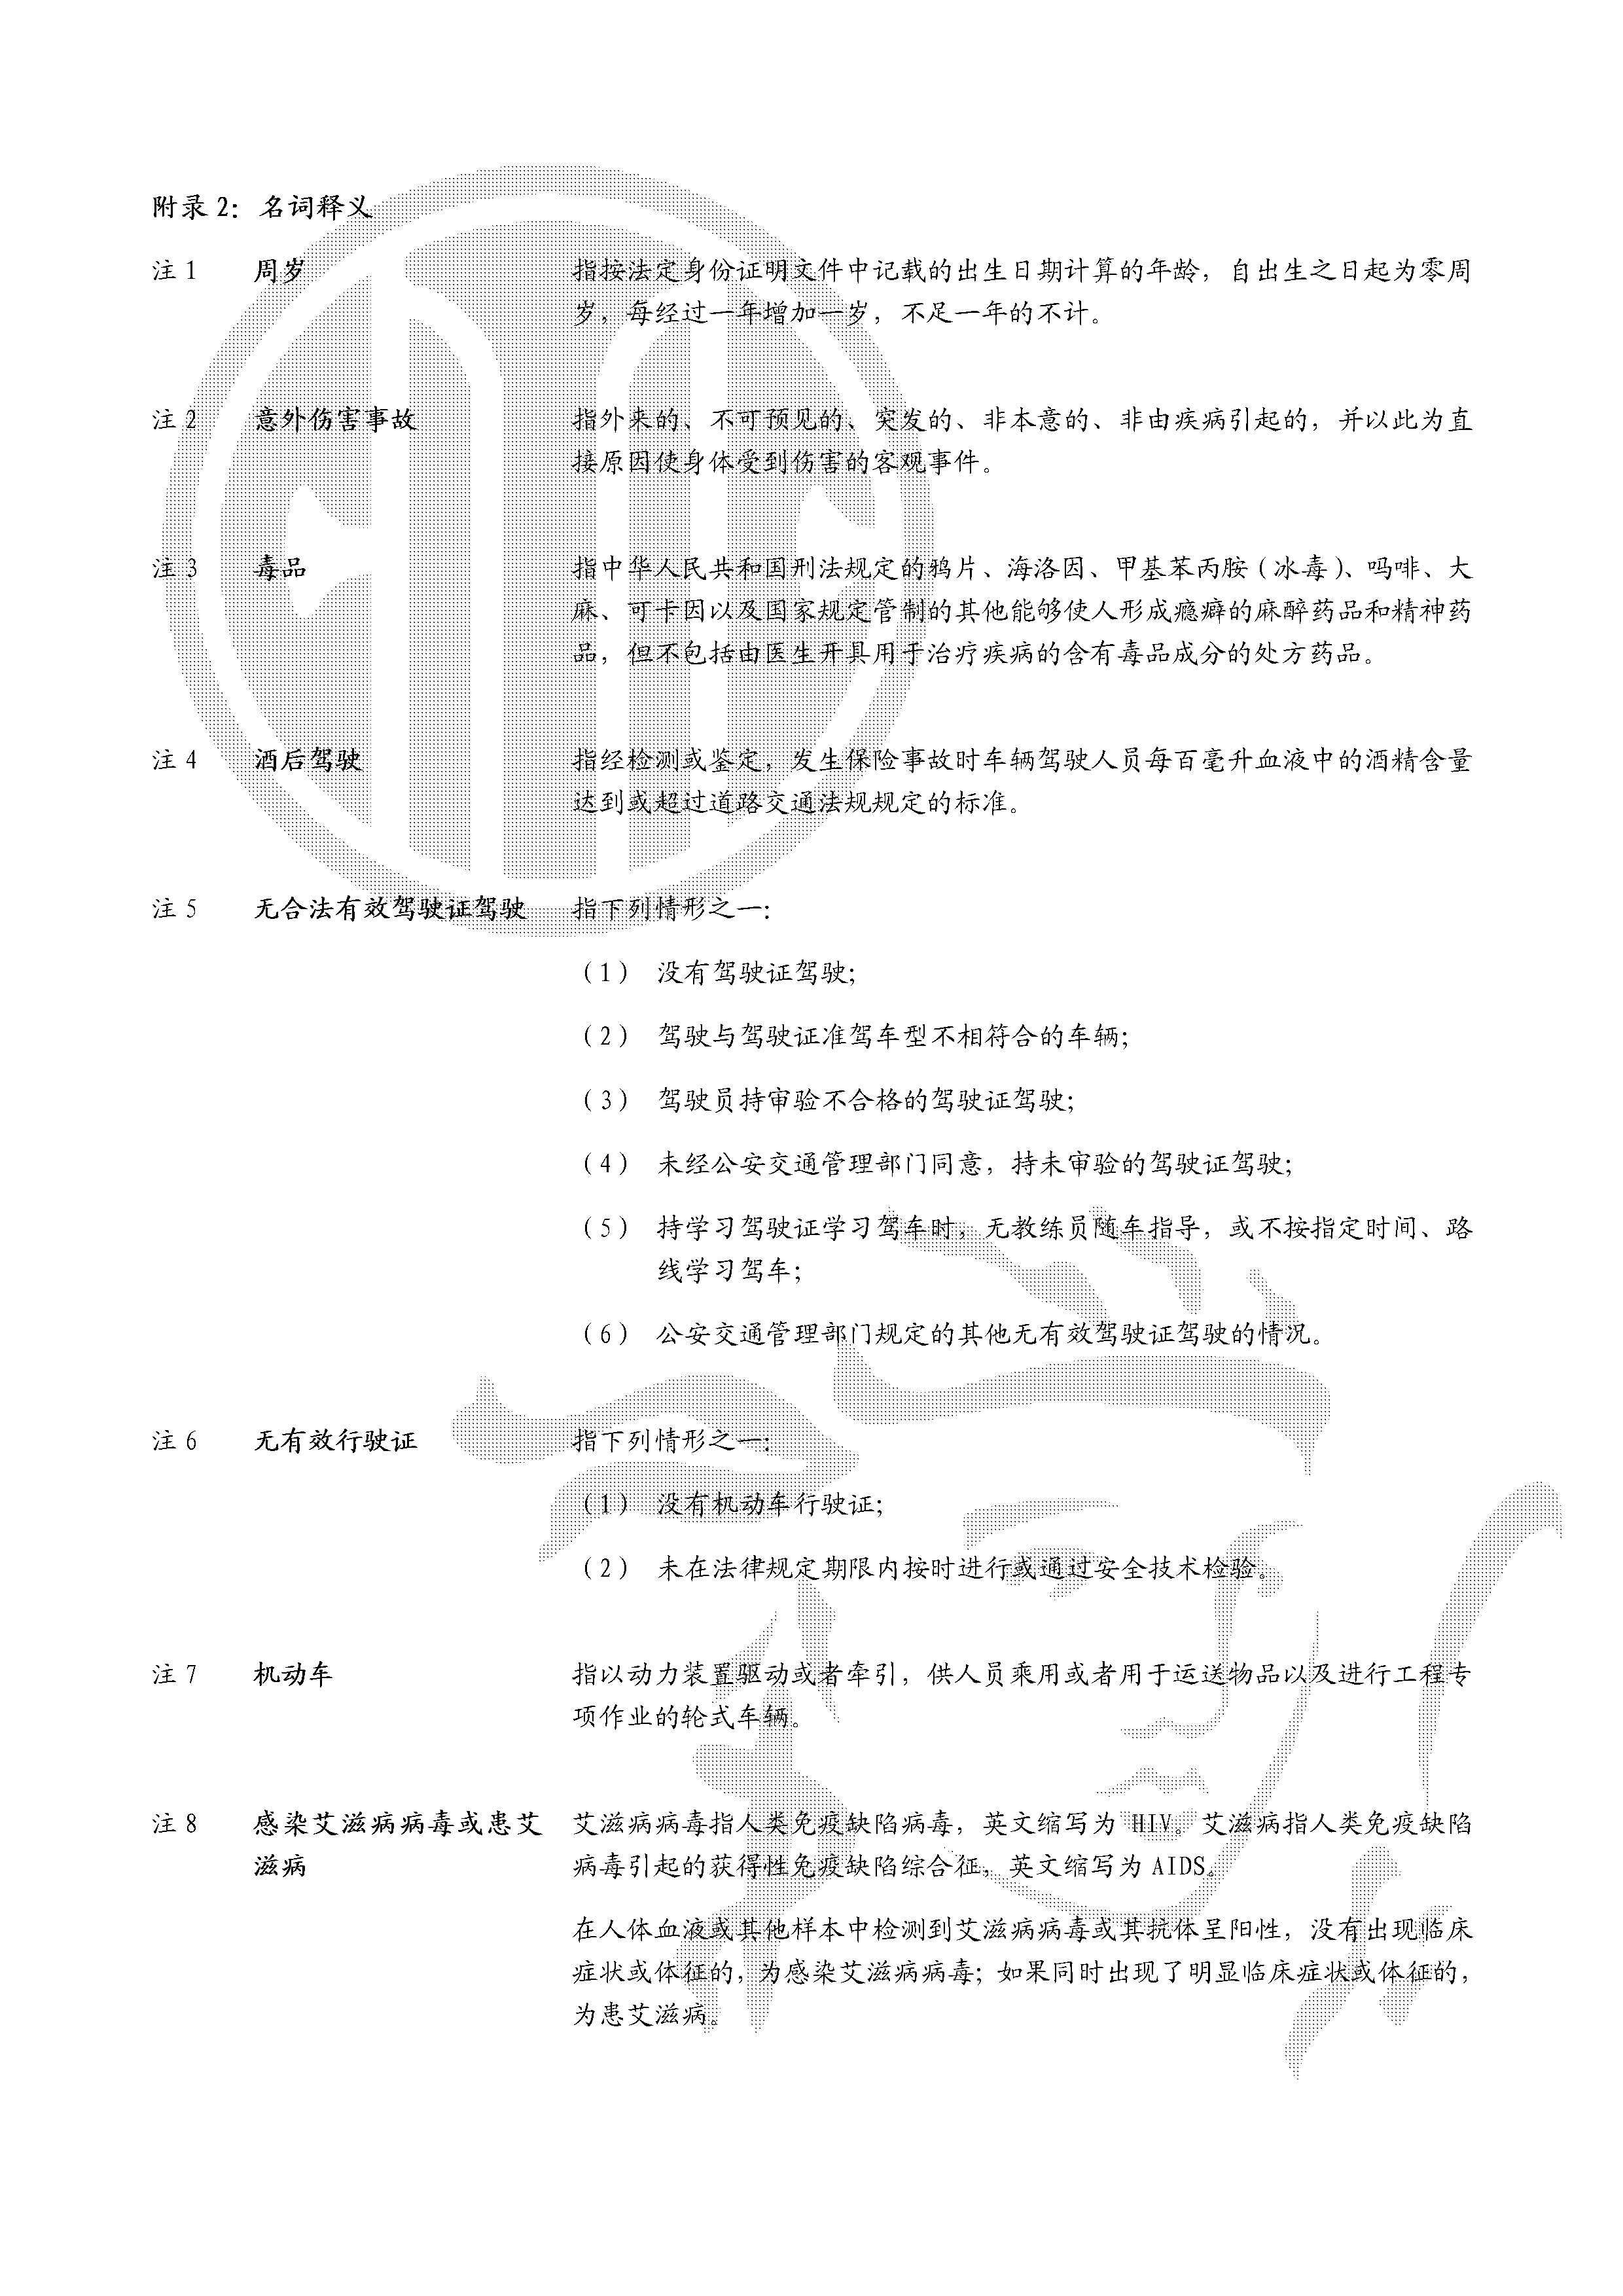 附录 2：名词释义
注 1 周岁 指按法定身份证明文件中记载的出生日期计算的年龄，自出生之日起为零周
岁，每经过一年增加一岁，不足一年的不计。
注 2 意外伤害事故 指外来的、不可预见的、突发的、非本意的、非由疾病引起的，并以此为直
接原因使身体受到伤害的客观事件。
注 3 毒品 指中华人民共和国刑法规定的鸦片、海洛因、甲基苯丙胺（冰毒）、吗啡、大
麻、可卡因以及国家规定管制的其他能够使人形成瘾癖的麻醉药品和精神药
品，但不包括由医生开具用于治疗疾病的含有毒品成分的处方药品。
注 4 酒后驾驶 指经检测或鉴定，发生保险事故时车辆驾驶人员每百毫升血液中的酒精含量
达到或超过道路交通法规规定的标准。
注 5 无合法有效驾驶证驾驶 指下列情形之一：
（1） 没有驾驶证驾驶；
（2） 驾驶与驾驶证准驾车型不相符合的车辆；
（3） 驾驶员持审验不合格的驾驶证驾驶；
（4） 未经公安交通管理部门同意，持未审验的驾驶证驾驶；
（5） 持学习驾驶证学习驾车时，无教练员随车指导，或不按指定时间、路
线学习驾车；
（6） 公安交通管理部门规定的其他无有效驾驶证驾驶的情况。
注 6 无有效行驶证 指下列情形之一：
（1） 没有机动车行驶证；
（2） 未在法律规定期限内按时进行或通过安全技术检验。
注 7 机动车 指以动力装置驱动或者牵引，供人员乘用或者用于运送物品以及进行工程专
项作业的轮式车辆。
注 8 感染艾滋病病毒或患艾 艾滋病病毒指人类免疫缺陷病毒，英文缩写为 HIV。艾滋病指人类免疫缺陷
滋病 病毒引起的获得性免疫缺陷综合征，英文缩写为 AIDS。
在人体血液或其他样本中检测到艾滋病病毒或其抗体呈阳性，没有出现临床
症状或体征的，为感染艾滋病病毒；如果同时出现了明显临床症状或体征的，
为患艾滋病。